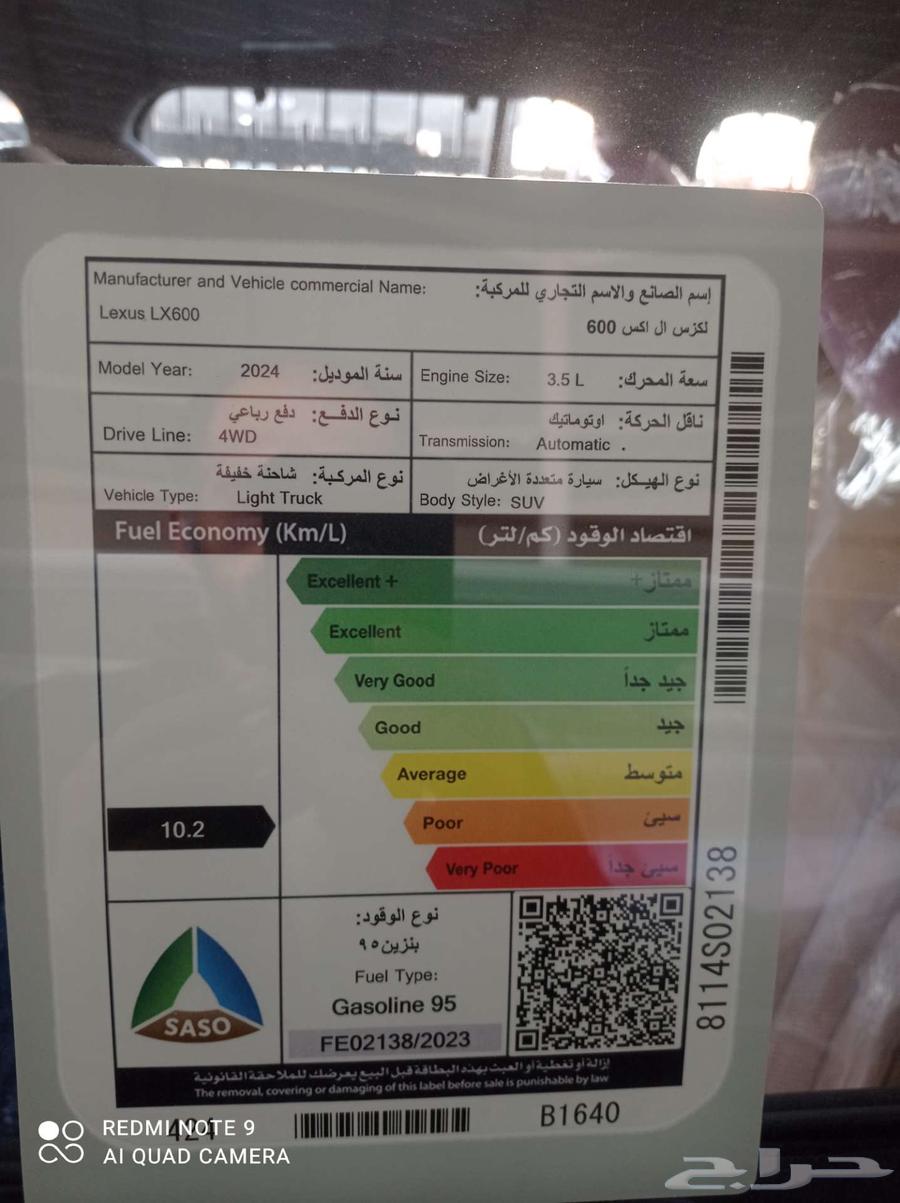 Manufacturer and Vehicle commercial Name: إسم الصانع والاسم التجاري للمركبة:
Lexus LX600 لكزس ال اكس 600
Model Year: 2024 سنة الموديل:
Engine Size: 3.5 L سعة المحرك:
نوع الدفع: دفع رباعي
Drive Line: 4WD
ناقل الحركة: اوتوماتيك
Transmission: Automatic .
نوع المركبة: شاحنة خفيفة
Vehicle Type: Light Truck
نوع الهيكل: سيارة متعددة الأغراض
Body Style: SUV
Fuel Economy (Km/L) اقتصاد الوقود (كم/لتر)
Excellent + ممتاز+
Excellent ممتاز
Very Good جيد جداً
Good جيد
Average متوسط
10.2
Poor سيئ
Very Poor سيئ جداً
SASO
نوع الوقود:
بنزين٩٥
Fuel Type:
Gasoline 95
FE02138/2023
8114S02138
إزالة أو تغطية أو العبث بهذه البطاقة قبل البيع يعرضك للملاحقة القانونية
The removal, covering or damaging of this label before sale is punishable by law
424
B1640
REDMI NOTE 9
AI QUAD CAMERA
حراج